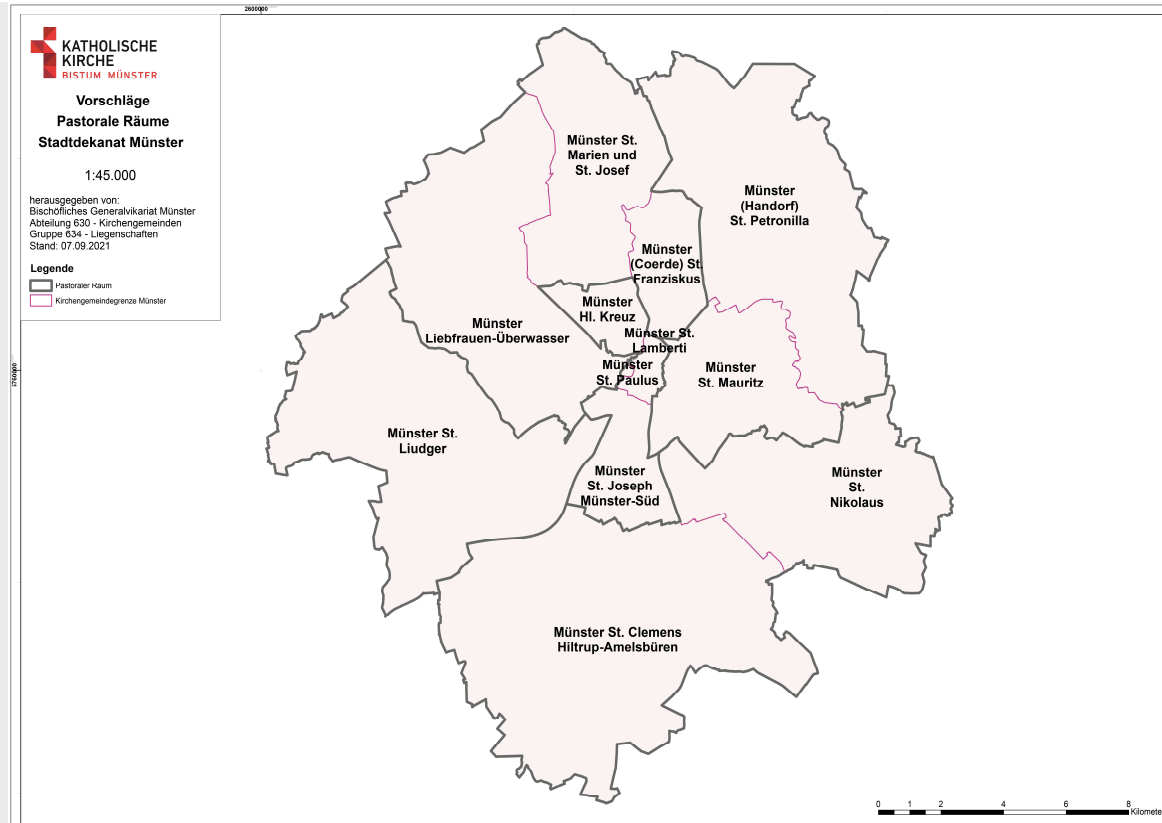 2600000
KATHOLISCHE
KIRCHE
BISTUM MÜNSTER
Vorschläge
Pastorale Räume
Stadtdekanat Münster
1:45.000
herausgegeben von:
Bischöfliches Generalvikariat Münster
Abteilung 630 - Kirchengemeinden
Gruppe 634 - Liegenschaften
Stand: 07.09.2021
Legende
Pastoraler Raum
Kirchengemeindegrenze Münster
Münster St.
Marien und
St. Josef
Münster
(Handorf)
St. Petronilla
Münster
(Coerde) St.
Franziskus
Münster
Hl. Kreuz
Münster
Liebfrauen-Überwasser
Münster St.
Lamberti
Münster
St. Paulus
Münster
St. Mauritz
Münster St.
Liudger
Münster
St. Joseph
Münster-Süd
Münster
St.
Nikolaus
Münster St. Clemens
Hiltrup-Amelsbüren
0 1 2 4 6 8
Kilomete